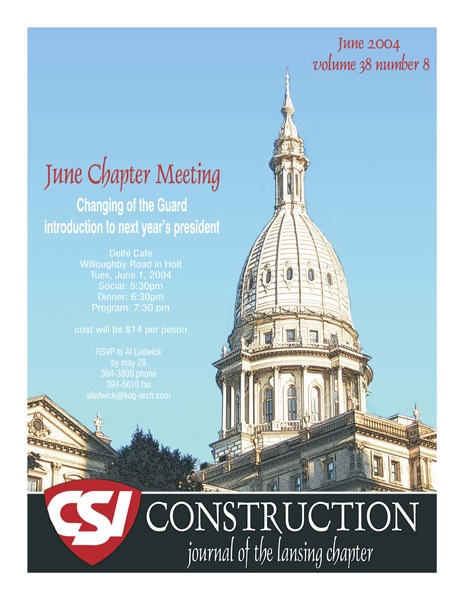 June 2004
volume 38 number 8
June Chapter Meeting
Changing of the Guard
introduction to next year's president
Delhi Café
Willoughby Road in Holt
Tues, June 1, 2004
Social: 5:30pm
Dinner: 6:30pm
Program: 7:30 pm
cost will be $14 per peson
RSVP to Al Ludwick
by may 28
394-3800 phone
394-5610 fax
aludwick@kdg-arch.com
CSI CONSTRUCTION
journal of the lansing chapter